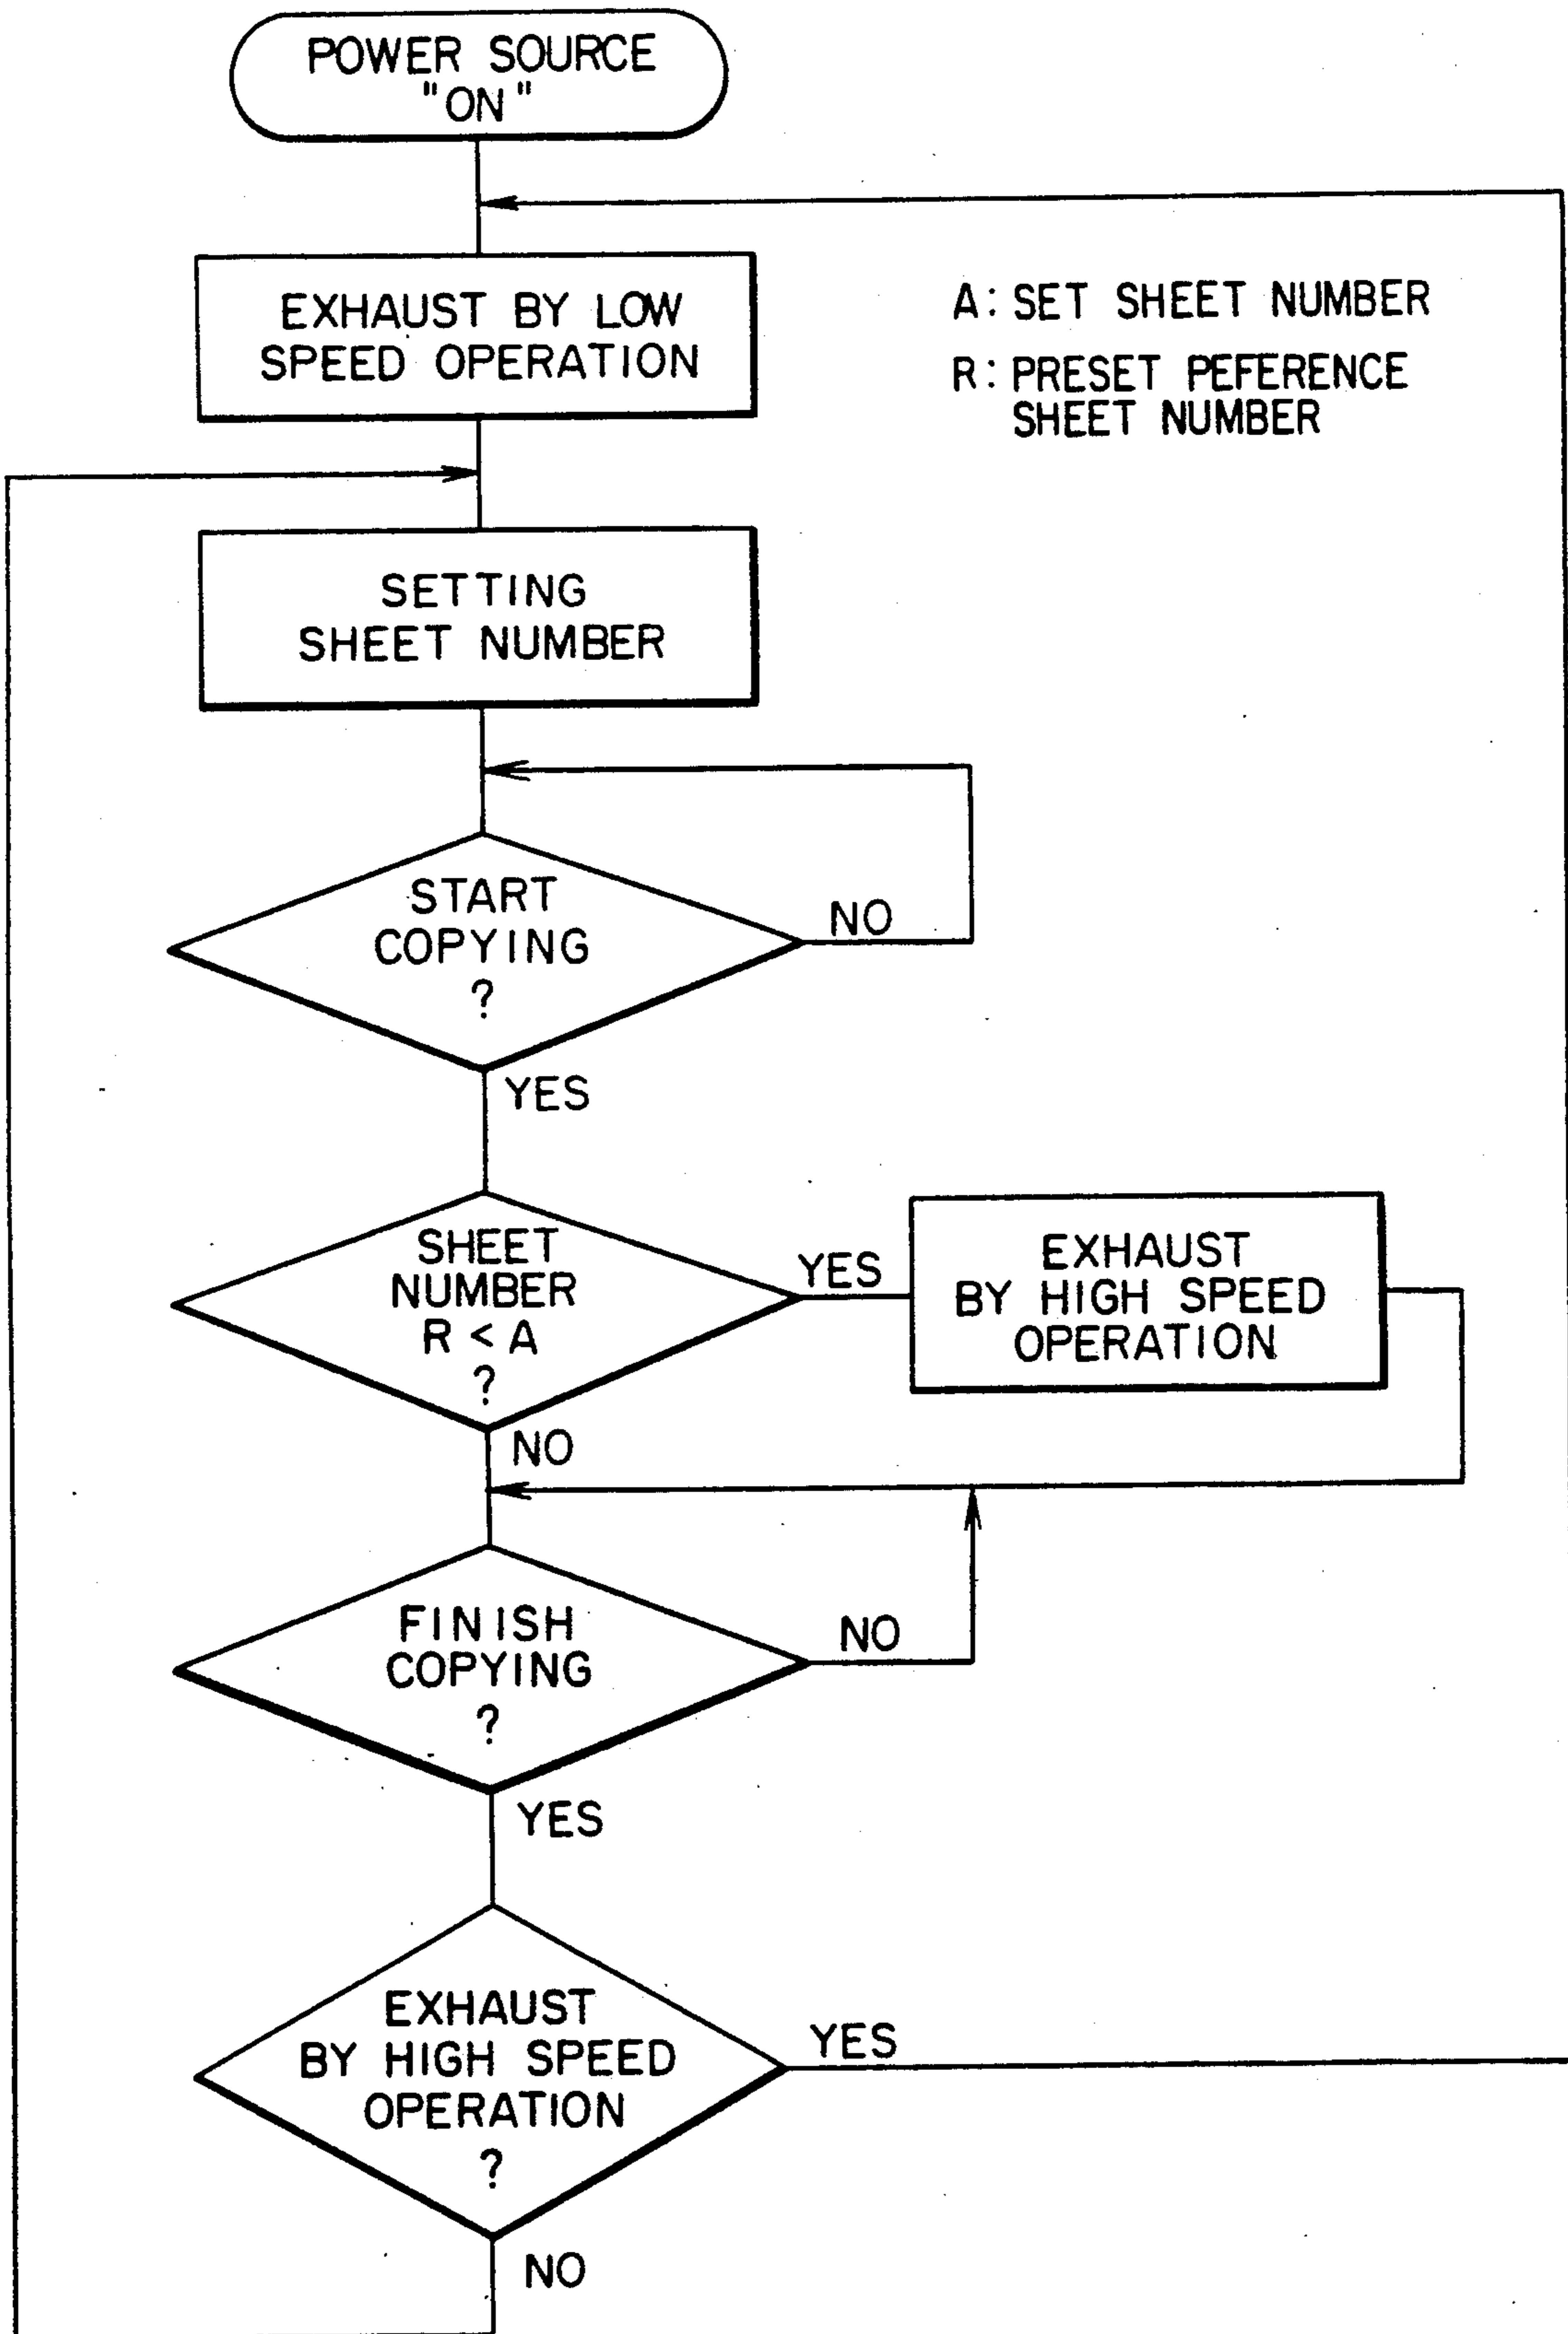 POWER SOURCE
"ON"
EXHAUST BY LOW
SPEED OPERATION
A: SET SHEET NUMBER
R: PRESET PEFERENCE
SHEET NUMBER
SETTING
SHEET NUMBER
START
COPYING
?
NO
YES
SHEET
NUMBER
R < A
?
YES
EXHAUST
BY HIGH SPEED
OPERATION
NO
FINISH
COPYING
?
NO
YES
EXHAUST
BY HIGH SPEED
OPERATION
?
YES
NO